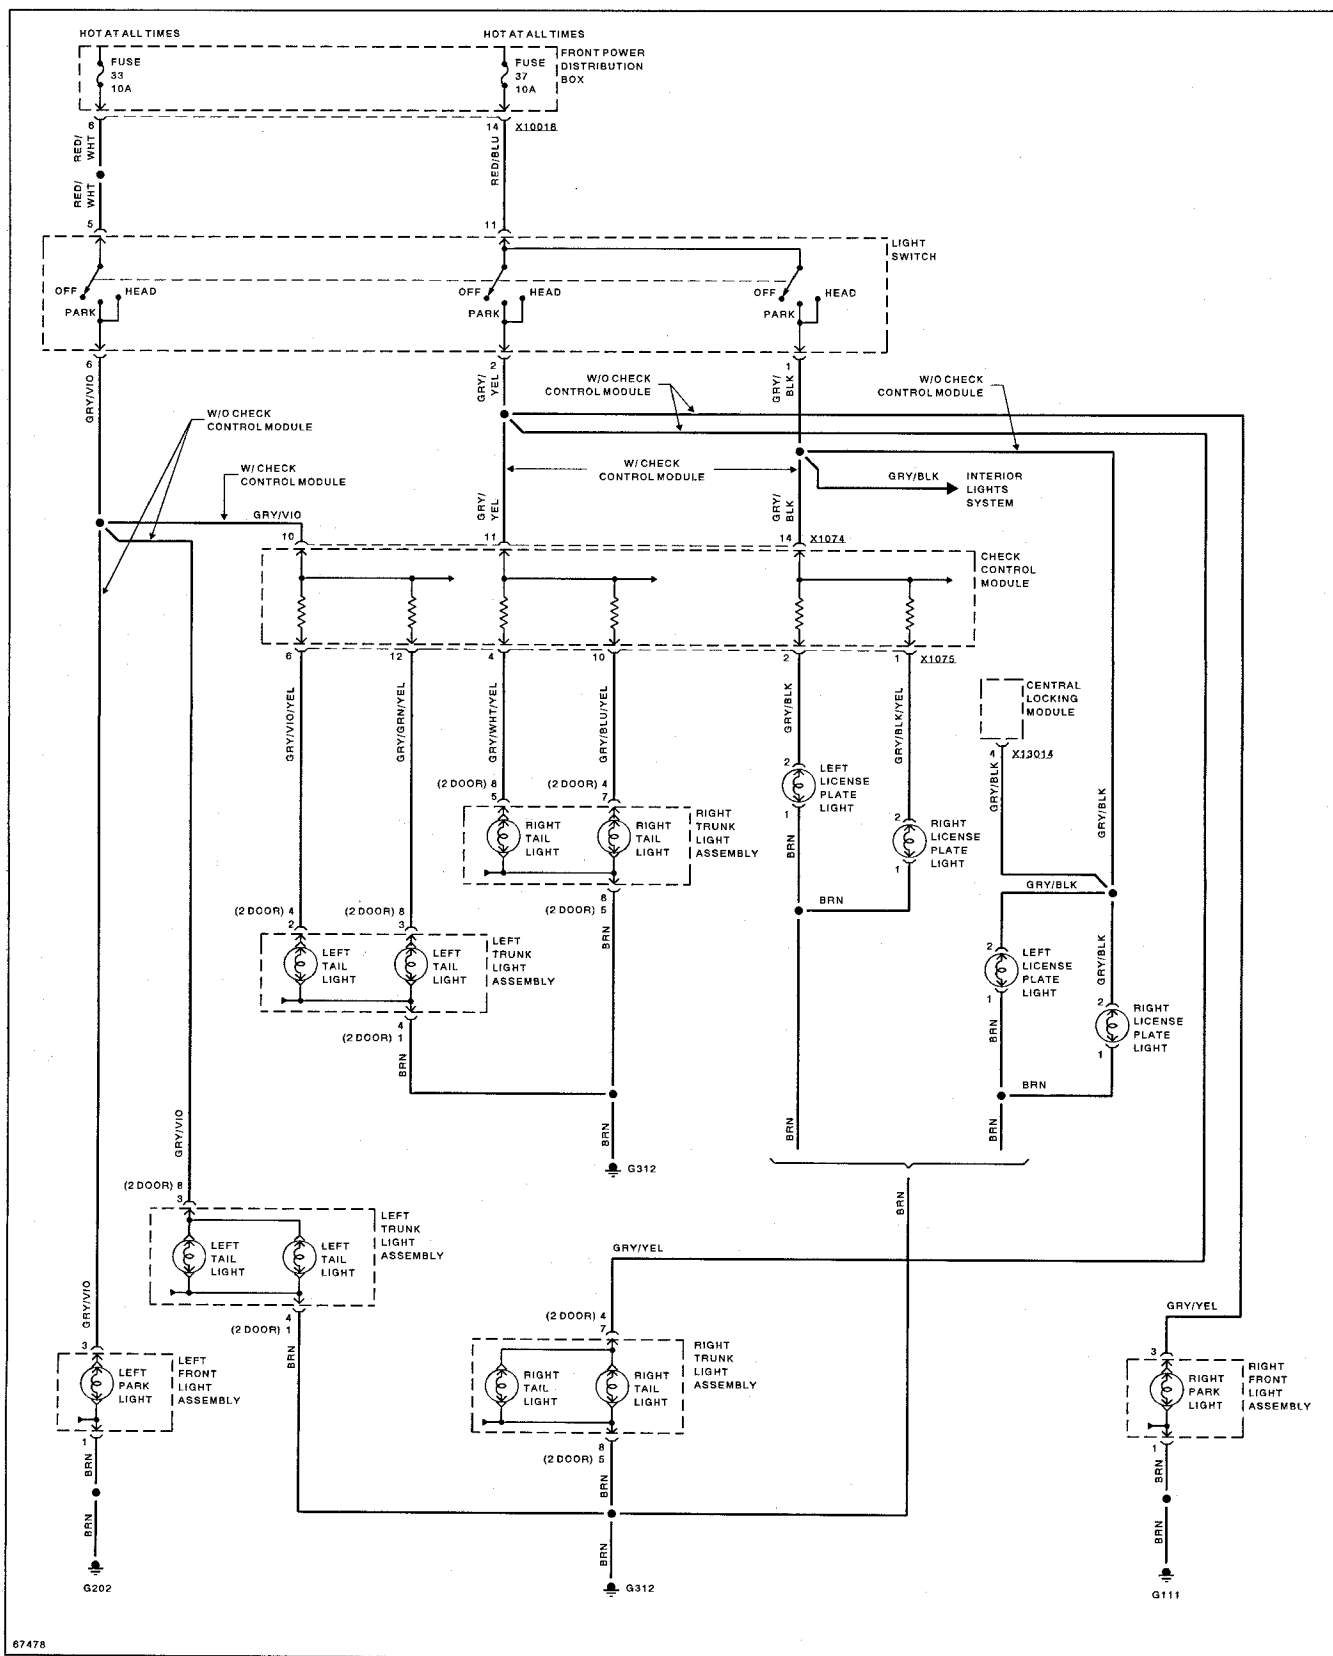 HOT AT ALL TIMES
HOT AT ALL TIMES
FUSE
33
10A
FUSE
37
10A
FRONT POWER
DISTRIBUTION
BOX
6
14
X10018
RED/
WHT
RED/BLU
RED/
WHT
5
11
LIGHT
SWITCH
OFF
HEAD
PARK
OFF
HEAD
PARK
OFF
HEAD
PARK
6
2
1
GRY/VIO
GRY/
YEL
GRY/
BLK
W/O CHECK
CONTROL MODULE
W/O CHECK
CONTROL MODULE
W/O CHECK
CONTROL MODULE
W/ CHECK
CONTROL MODULE
W/ CHECK
CONTROL MODULE
GRY/BLK
INTERIOR
LIGHTS
SYSTEM
GRY/VIO
GRY/
YEL
GRY/
BLK
10
11
14
X1074
CHECK
CONTROL
MODULE
6
12
4
10
2
1
X1075
GRY/VIO/YEL
GRY/GRN/YEL
GRY/WHT/YEL
GRY/BLU/YEL
GRY/BLK
GRY/BLK/YEL
CENTRAL
LOCKING
MODULE
4
X13014
GRY/BLK
GRY/BLK
(2 DOOR) 8
5
(2 DOOR) 4
7
2
LEFT
LICENSE
PLATE
LIGHT
1
RIGHT
TAIL
LIGHT
RIGHT
TAIL
LIGHT
RIGHT
TRUNK
LIGHT
ASSEMBLY
BRN
2
RIGHT
LICENSE
PLATE
LIGHT
1
8
(2 DOOR) 5
BRN
BRN
GRY/BLK
(2 DOOR) 4
2
(2 DOOR) 8
3
LEFT
TAIL
LIGHT
LEFT
TAIL
LIGHT
LEFT
TRUNK
LIGHT
ASSEMBLY
2
LEFT
LICENSE
PLATE
LIGHT
1
GRY/BLK
2
RIGHT
LICENSE
PLATE
LIGHT
1
4
(2 DOOR) 1
BRN
BRN
BRN
BRN
BRN
BRN
G312
GRY/VIO
(2 DOOR) 8
3
BRN
LEFT
TAIL
LIGHT
LEFT
TAIL
LIGHT
LEFT
TRUNK
LIGHT
ASSEMBLY
GRY/YEL
4
(2 DOOR) 1
BRN
GRY/VIO
(2 DOOR) 4
7
GRY/YEL
3
LEFT
PARK
LIGHT
LEFT
FRONT
LIGHT
ASSEMBLY
1
RIGHT
TAIL
LIGHT
RIGHT
TAIL
LIGHT
RIGHT
TRUNK
LIGHT
ASSEMBLY
3
RIGHT
PARK
LIGHT
RIGHT
FRONT
LIGHT
ASSEMBLY
1
8
(2 DOOR) 5
BRN
BRN
BRN
BRN
BRN
BRN
G202
G312
G111
67478